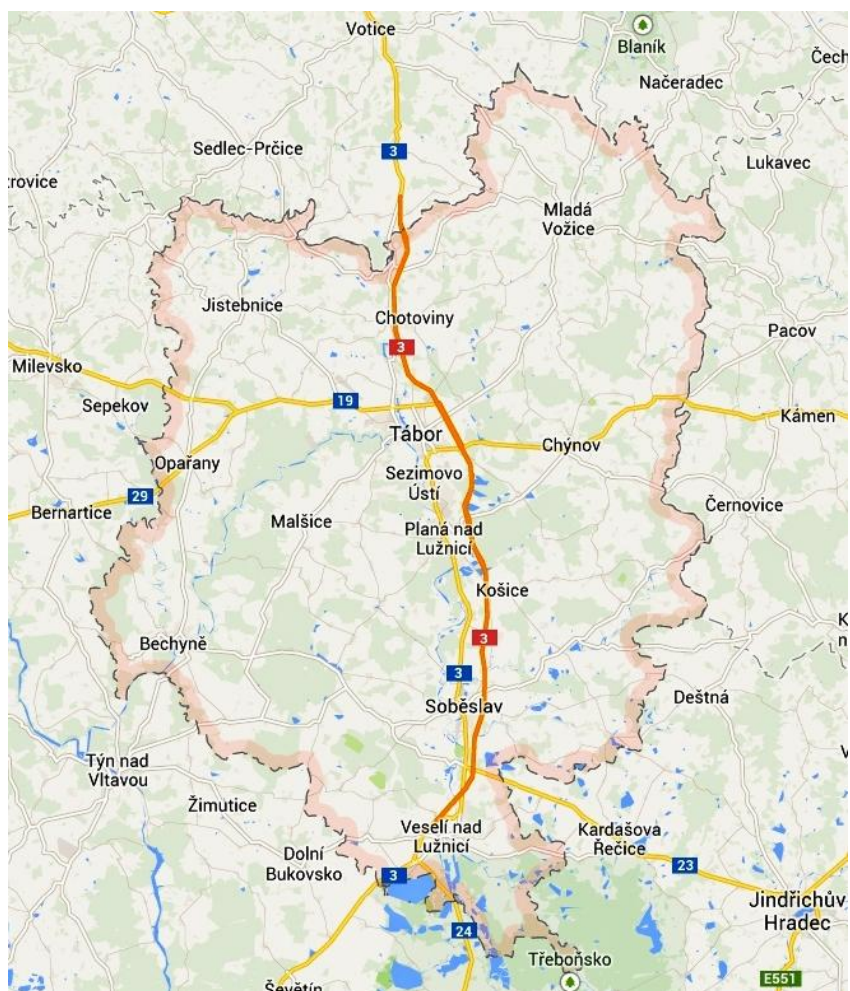 Votice
Blaník
Čech
Načeradec
3
Sedlec-Prčice
Lukavec
trovice
Mladá
Vožice
Jistebnice
Chotoviny
Pacov
3
Milevsko
19
Sepekov
Kámen
Tábor
Chýnov
Opařany
Sezimovo
Ústí
29
Bernartice
Černovice
Malšice
Planá nad
Lužnicí
Košice
K
n
3
Bechyně
3
Deštná
Soběslav
Týn nad
Vltavou
V
Žimutice
Veselí nad
Lužnicí
Kardašova
Řečice
Dolní
Bukovsko
23
3
Jindřichův
Hradec
24
Třeboňsko
E551
Ševětín